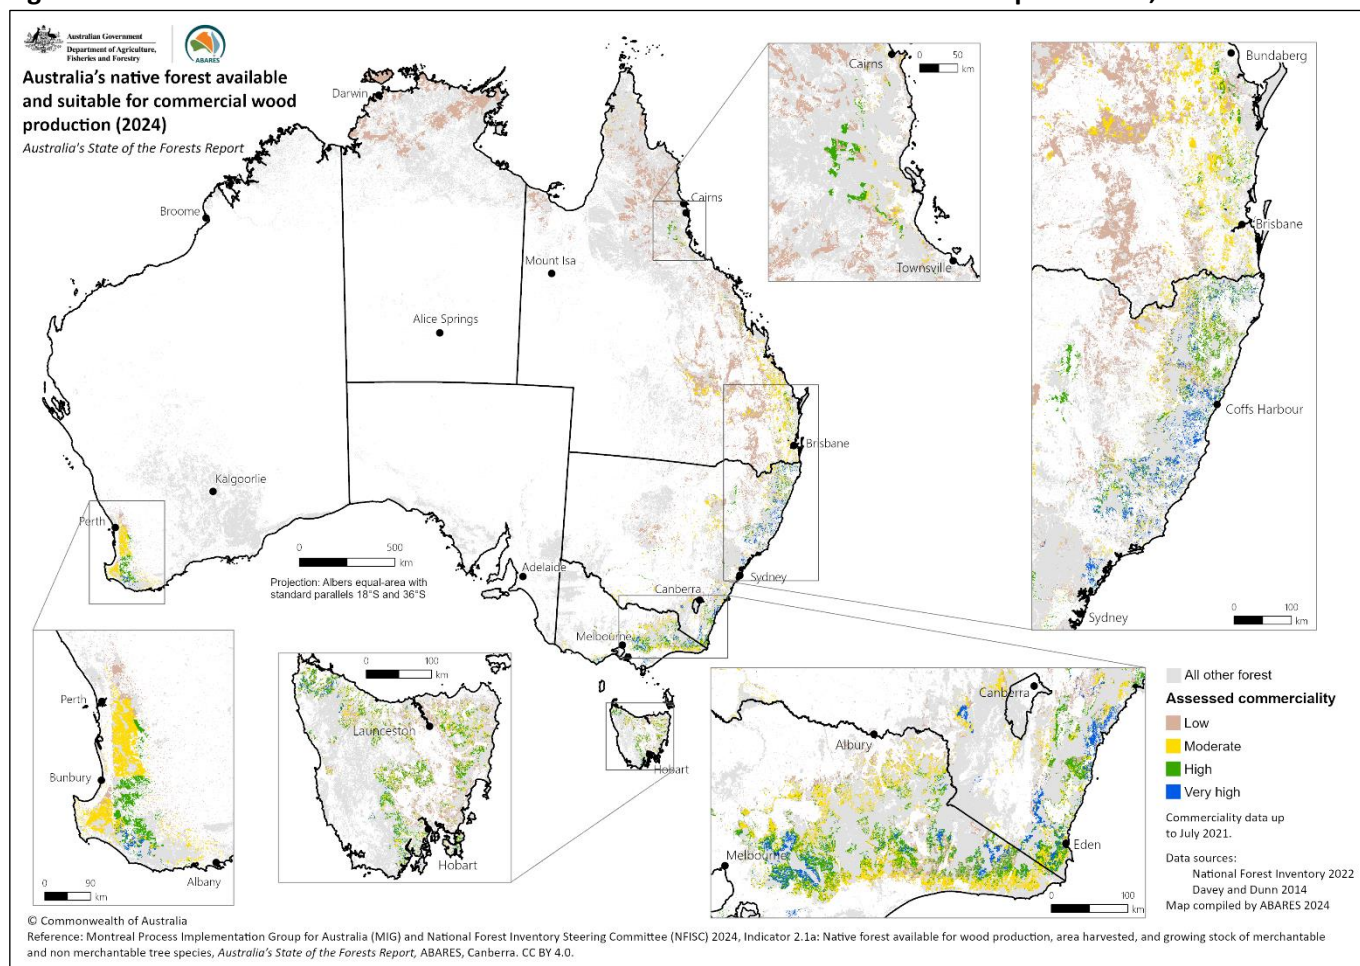 Australian Government
Department of Agriculture,
Fisheries and Forestry
ABARES
Australia's native forest available
and suitable for commercial wood
production (2024)
Australia's State of the Forests Report
Darwin
Broome
Cairns
Mount Isa
Alice Springs
Brisbane
Kalgoorlie
Perth
Adelaide
Sydney
Canberra
Melbourne
Hobart
0 500
km
Projection: Albers equal-area with
standard parallels 18°S and 36°S
0 50
km
Cairns
Townsville
Bundaberg
Brisbane
Coffs Harbour
Sydney
0 100
km
Perth
Bunbury
Albany
0 90
km
0 100
km
Launceston
Hobart
Canberra
Albury
Melbourne
Eden
0 100
km
All other forest
Assessed commerciality
Low
Moderate
High
Very high
Commerciality data up
to July 2021.
Data sources:
National Forest Inventory 2022
Davey and Dunn 2014
Map compiled by ABARES 2024
© Commonwealth of Australia
Reference: Montreal Process Implementation Group for Australia (MIG) and National Forest Inventory Steering Committee (NFISC) 2024, Indicator 2.1a: Native forest available for wood production, area harvested, and growing stock of merchantable
and non merchantable tree species, Australia's State of the Forests Report, ABARES, Canberra. CC BY 4.0.